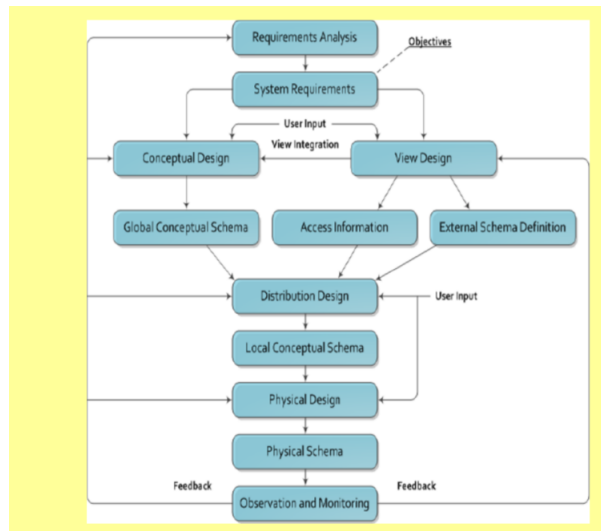 Requirements Analysis
Objectives
System Requirements
User Input
View Integration
Conceptual Design
View Design
Global Conceptual Schema
Access Information
External Schema Definition
Distribution Design
User Input
Local Conceptual Schema
Physical Design
Physical Schema
Feedback
Feedback
Observation and Monitoring